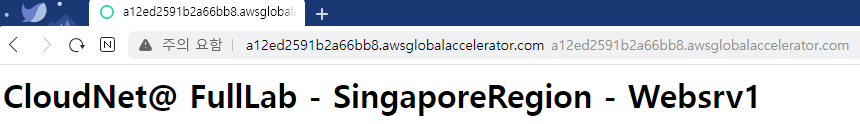 a12ed2591b2a66bb8.awsglobal
N 주의 요함 a12ed2591b2a66bb8.awsglobalaccelerator.com a12ed2591b2a66bb8.awsglobalaccelerator.com
CloudNet@ FullLab - SingaporeRegion - Websrv1